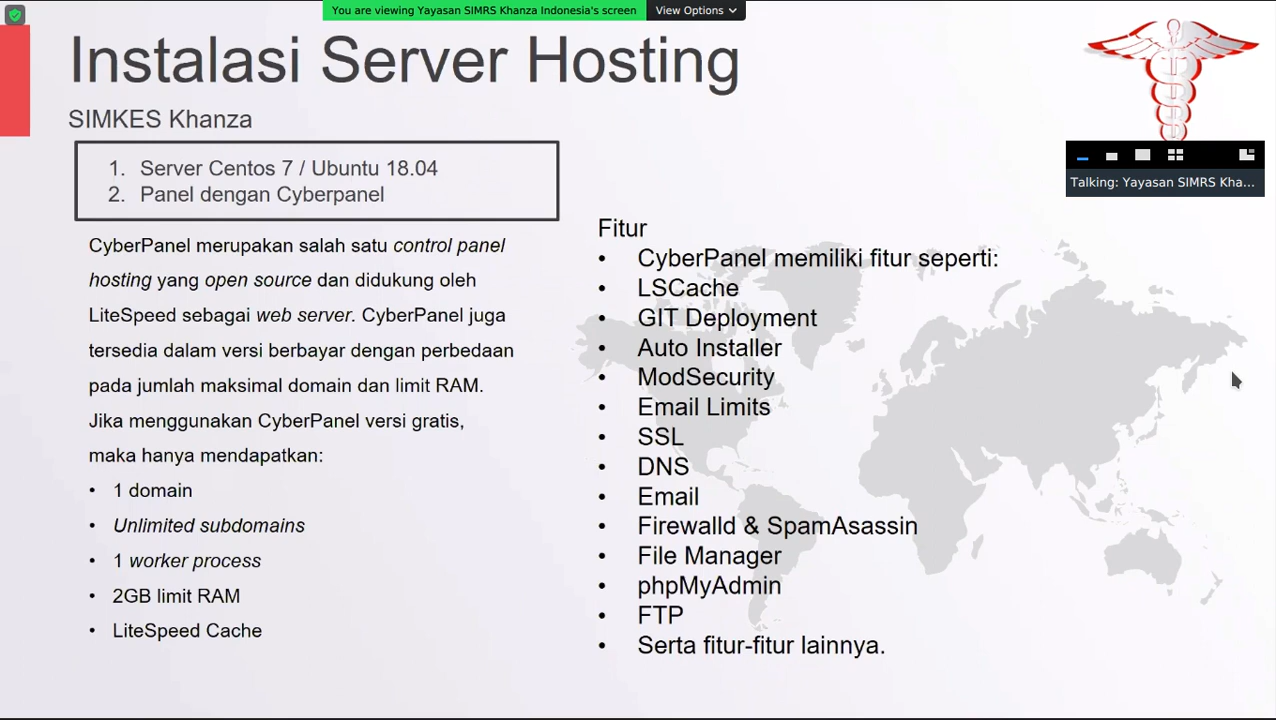 You are viewing Yayasan SIMRS Khanza Indonesia's screen
View Options
Instalasi Server Hosting
SIMKES Khanza
1. Server Centos 7 / Ubuntu 18.04
2. Panel dengan Cyberpanel
Talking: Yayasan SIMRS Kha...
CyberPanel merupakan salah satu control panel
hosting yang open source dan didukung oleh
LiteSpeed sebagai web server. CyberPanel juga
tersedia dalam versi berbayar dengan perbedaan
pada jumlah maksimal domain dan limit RAM.
Jika menggunakan CyberPanel versi gratis,
maka hanya mendapatkan:
• 1 domain
• Unlimited subdomains
• 1 worker process
• 2GB limit RAM
• LiteSpeed Cache
Fitur
• CyberPanel memiliki fitur seperti:
• LSCache
• GIT Deployment
• Auto Installer
• ModSecurity
• Email Limits
• SSL
• DNS
• Email
• Firewalld & SpamAsassin
• File Manager
• phpMyAdmin
• FTP
• Serta fitur-fitur lainnya.